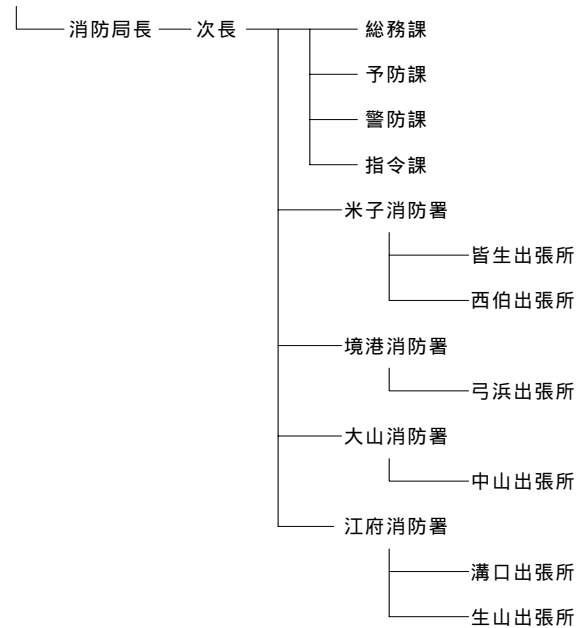 消防局長 次長 総務課
予防課
警防課
指令課
米子消防署
皆生出張所
西伯出張所
境港消防署
弓浜出張所
大山消防署
中山出張所
江府消防署
溝口出張所
生山出張所